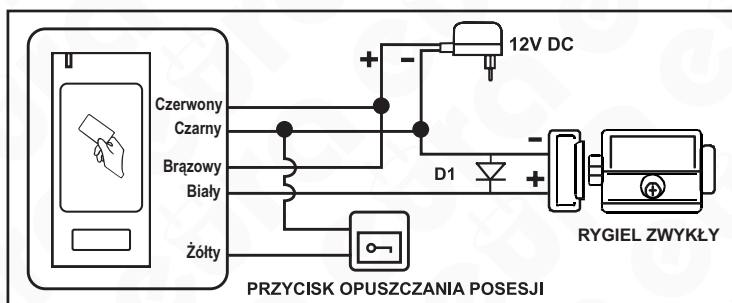 12V DC
+
−
Czerwony
Czarny
Brązowy
Biały
Żółty
D1
−
+
RYGIEL ZWYKŁY
PRZYCISK OPUSZCZANIA POSESJI